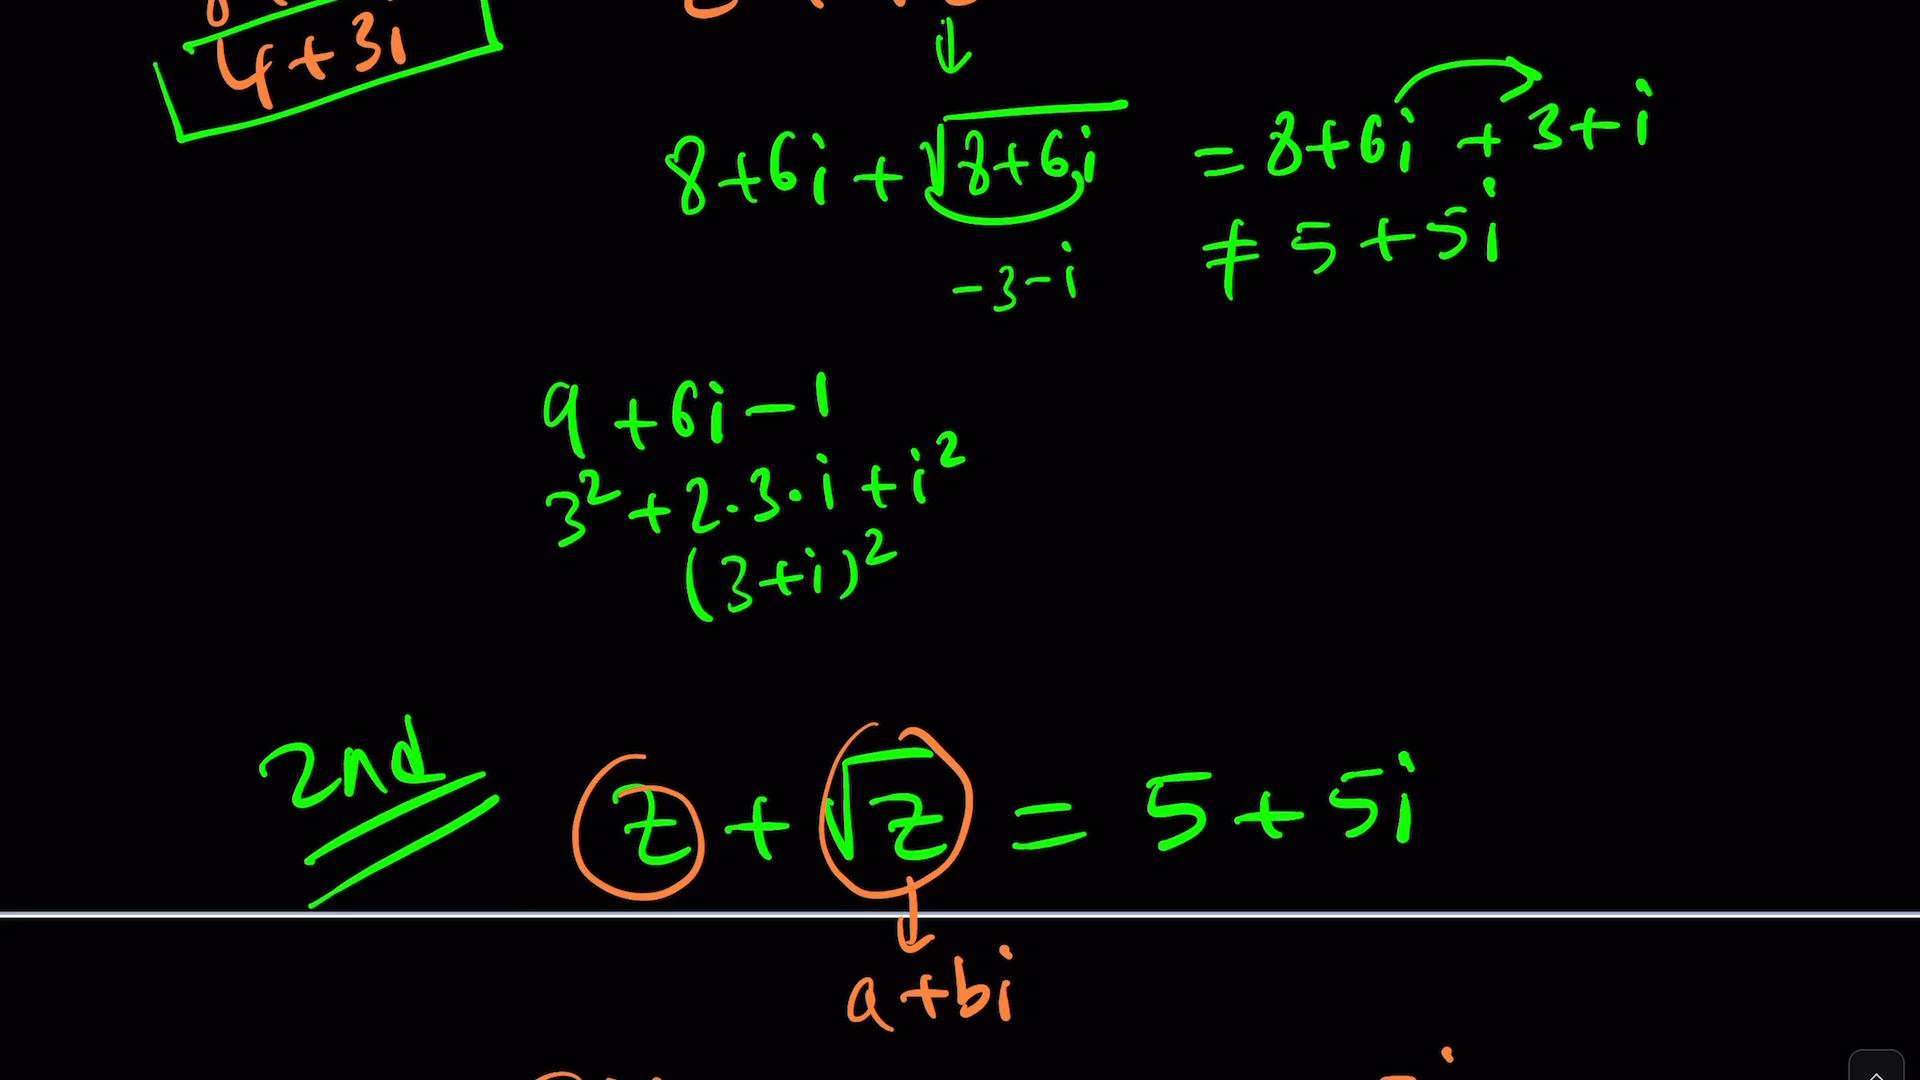 4+3i
8+6i + √8+6i = 8+6i + 3+i
-3-i ≠ 5+5i
9 + 6i - 1
3² + 2·3·i + i²
(3+i)²
2nd z + √z = 5 + 5i
a+bi